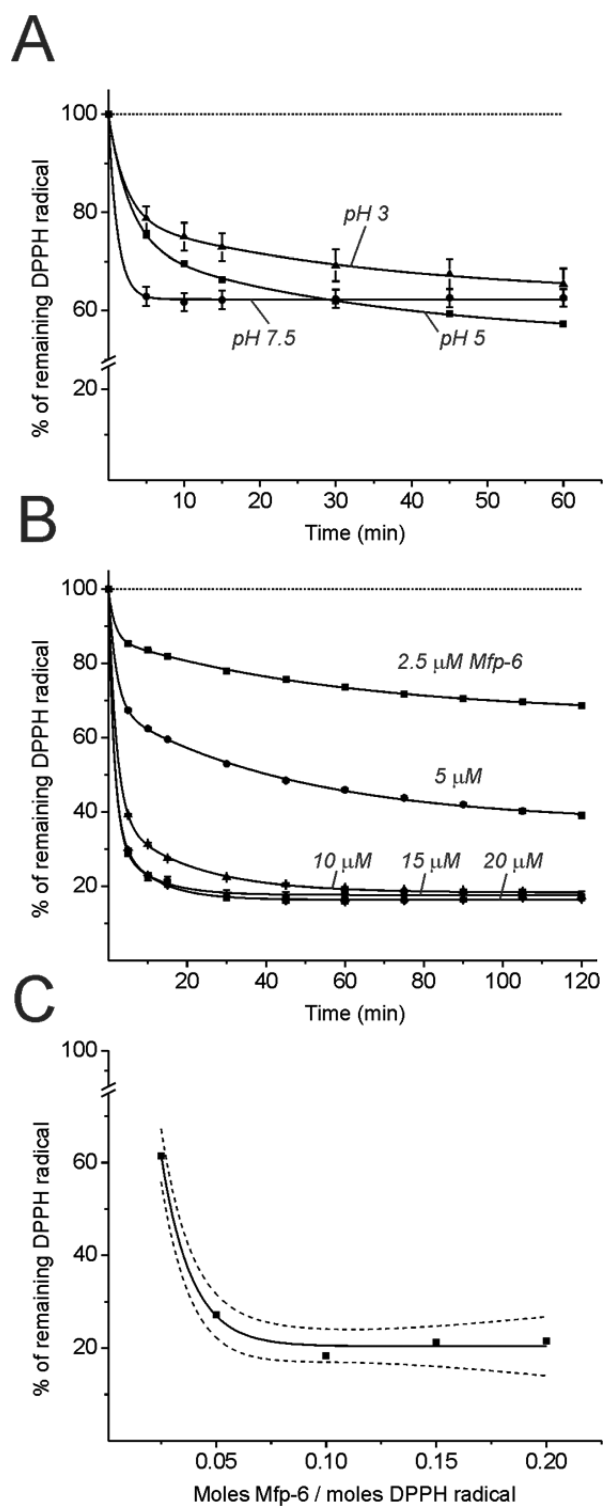 A
100
80
60
20
% of remaining DPPH radical
pH 3
pH 7.5
pH 5
10 20 30 40 50 60
Time (min)
B
100
80
60
40
20
% of remaining DPPH radical
2.5 μM Mfp-6
5 μM
10 μM 15 μM 20 μM
20 40 60 80 100 120
Time (min)
C
100
60
40
20
% of remaining DPPH radical
0.05 0.10 0.15 0.20
Moles Mfp-6 / moles DPPH radical